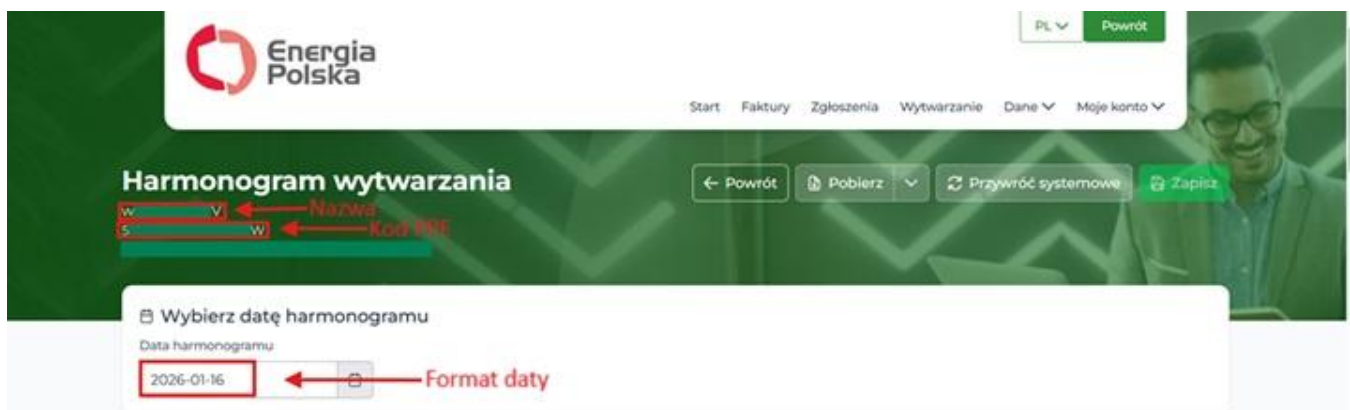 PL Powrót
Energia
Polska
Start Faktury Zgłoszenia Wytwarzanie Dane Moje konto
Harmonogram wytwarzania
← Powrót Pobierz Przywróć systemowe Zapisz
W V Nazwa
S W Kod PPE
Wybierz datę harmonogramu
Data harmonogramu
2026-01-16 Format daty